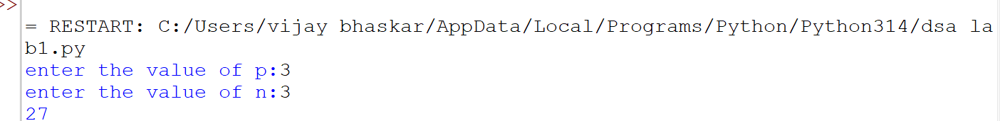 >>
= RESTART: C:/Users/vijay bhaskar/AppData/Local/Programs/Python/Python314/dsa la
b1.py
enter the value of p:3
enter the value of n:3
27